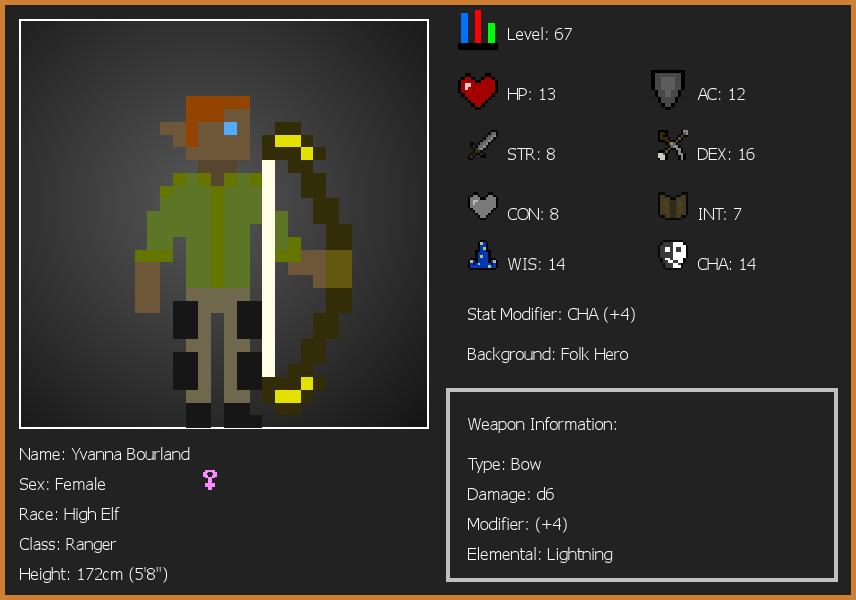 Level: 67
HP: 13
AC: 12
STR: 8
DEX: 16
CON: 8
INT: 7
WIS: 14
CHA: 14
Stat Modifier: CHA (+4)
Background: Folk Hero
Weapon Information:
Type: Bow
Damage: d6
Modifier: (+4)
Elemental: Lightning
Name: Yvanna Bourland
Sex: Female
Race: High Elf
Class: Ranger
Height: 172cm (5'8")